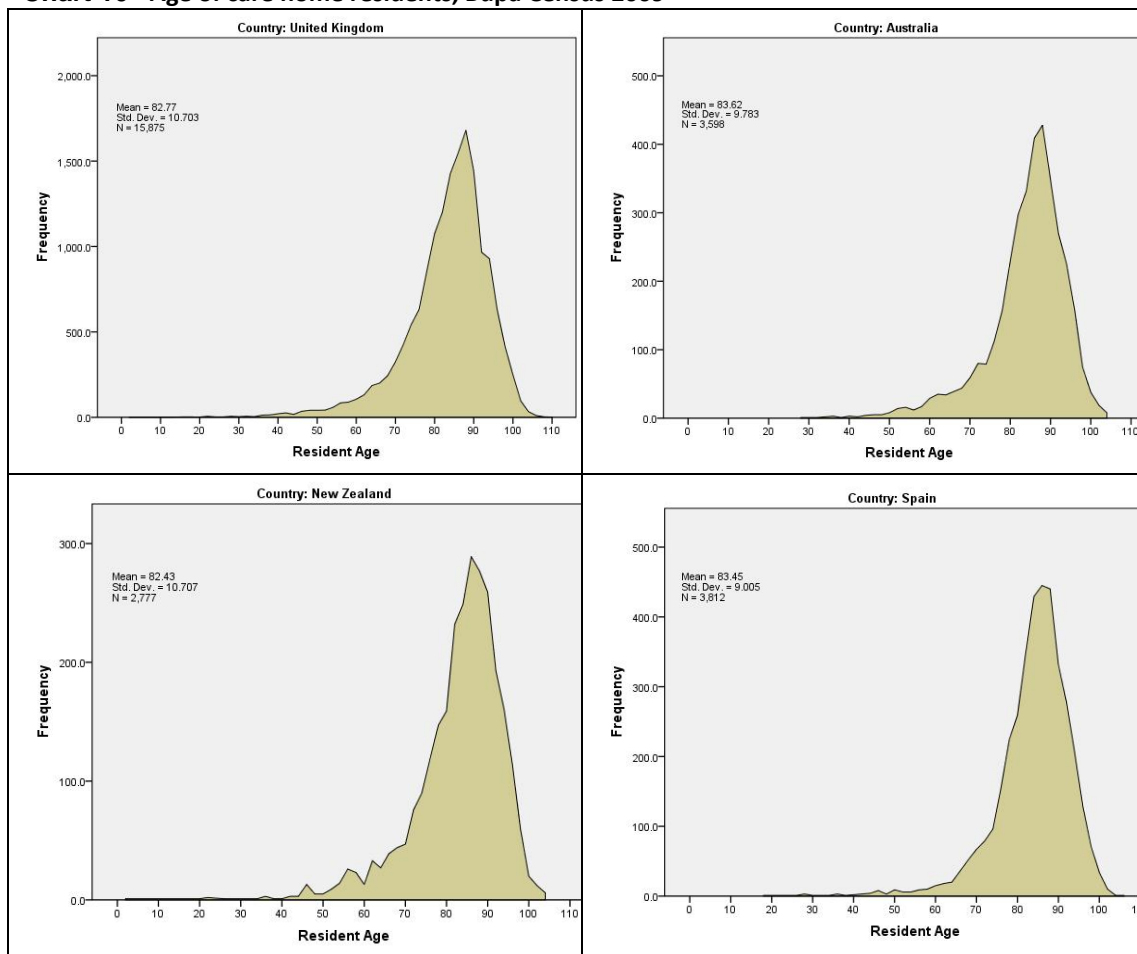 Age of care home residents, Bupa Census
Country: United Kingdom
2,000.0
Mean = 82.77
Std. Dev. = 10.703
N = 15,875
1,500.0
1,000.0
500.0
0.0
Frequency
0 10 20 30 40 50 60 70 80 90 100 110
Resident Age
Country: Australia
500.0
Mean = 83.62
Std. Dev. = 9.783
N = 3,598
400.0
300.0
200.0
100.0
0.0
Frequency
0 10 20 30 40 50 60 70 80 90 100 110
Resident Age
Country: New Zealand
300.0
Mean = 82.43
Std. Dev. = 10.707
N = 2,777
200.0
100.0
0.0
Frequency
0 10 20 30 40 50 60 70 80 90 100 110
Resident Age
Country: Spain
500.0
Mean = 83.45
Std. Dev. = 9.005
N = 3,812
400.0
300.0
200.0
100.0
0.0
Frequency
0 10 20 30 40 50 60 70 80 90 100
Resident Age